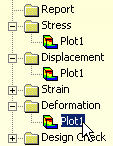 Report
Stress
Plot1
Displacement
Plot1
Strain
Deformation
Plot1
Design Check